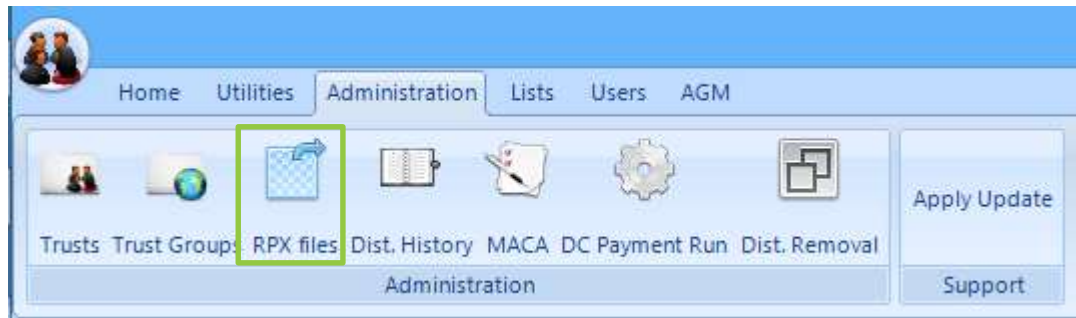 Home Utilities Administration Lists Users AGM
Trusts Trust Groups RPX files Dist. History MACA DC Payment Run Dist. Removal
Apply Update
Administration
Support